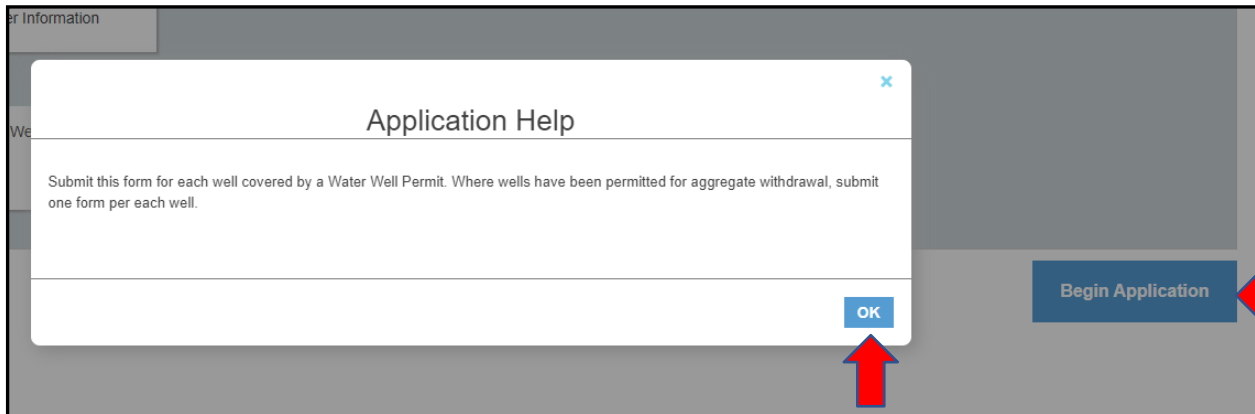 er Information
Application Help
We
Submit this form for each well covered by a Water Well Permit. Where wells have been permitted for aggregate withdrawal, submit
one form per each well.
Begin Application
OK